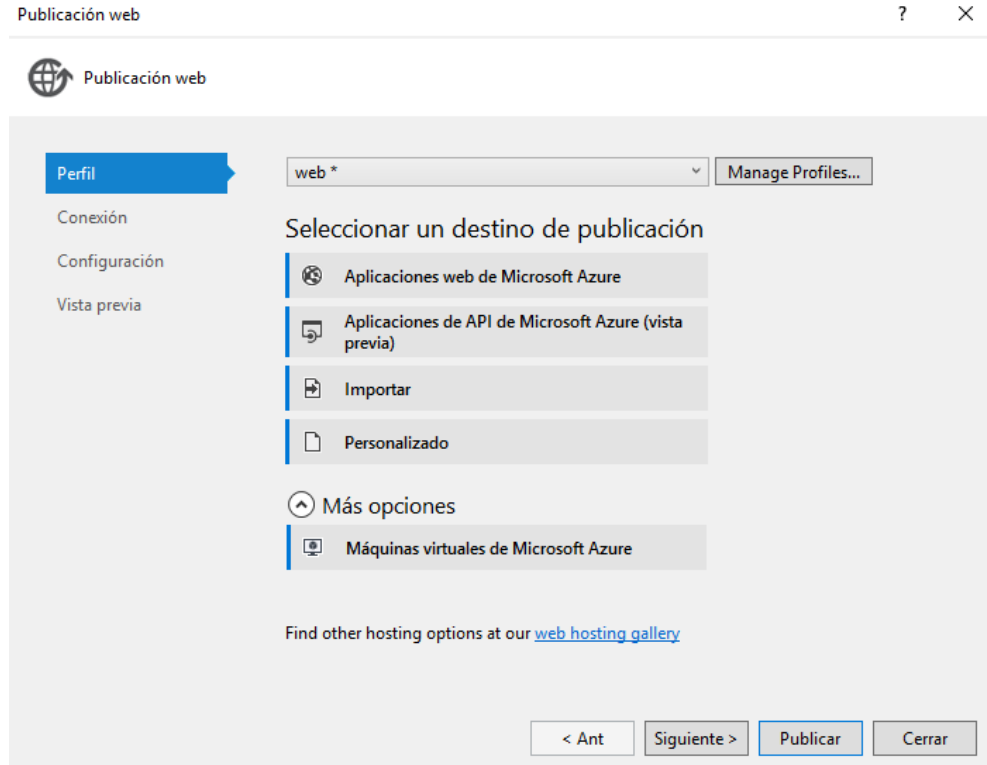 Publicación web
?
Publicación web
Perfil
web *
Manage Profiles...
Conexión
Seleccionar un destino de publicación
Configuración
Aplicaciones web de Microsoft Azure
Vista previa
Aplicaciones de API de Microsoft Azure (vista
previa)
Importar
Personalizado
Más opciones
Máquinas virtuales de Microsoft Azure
Find other hosting options at our web hosting gallery
< Ant
Siguiente >
Publicar
Cerrar